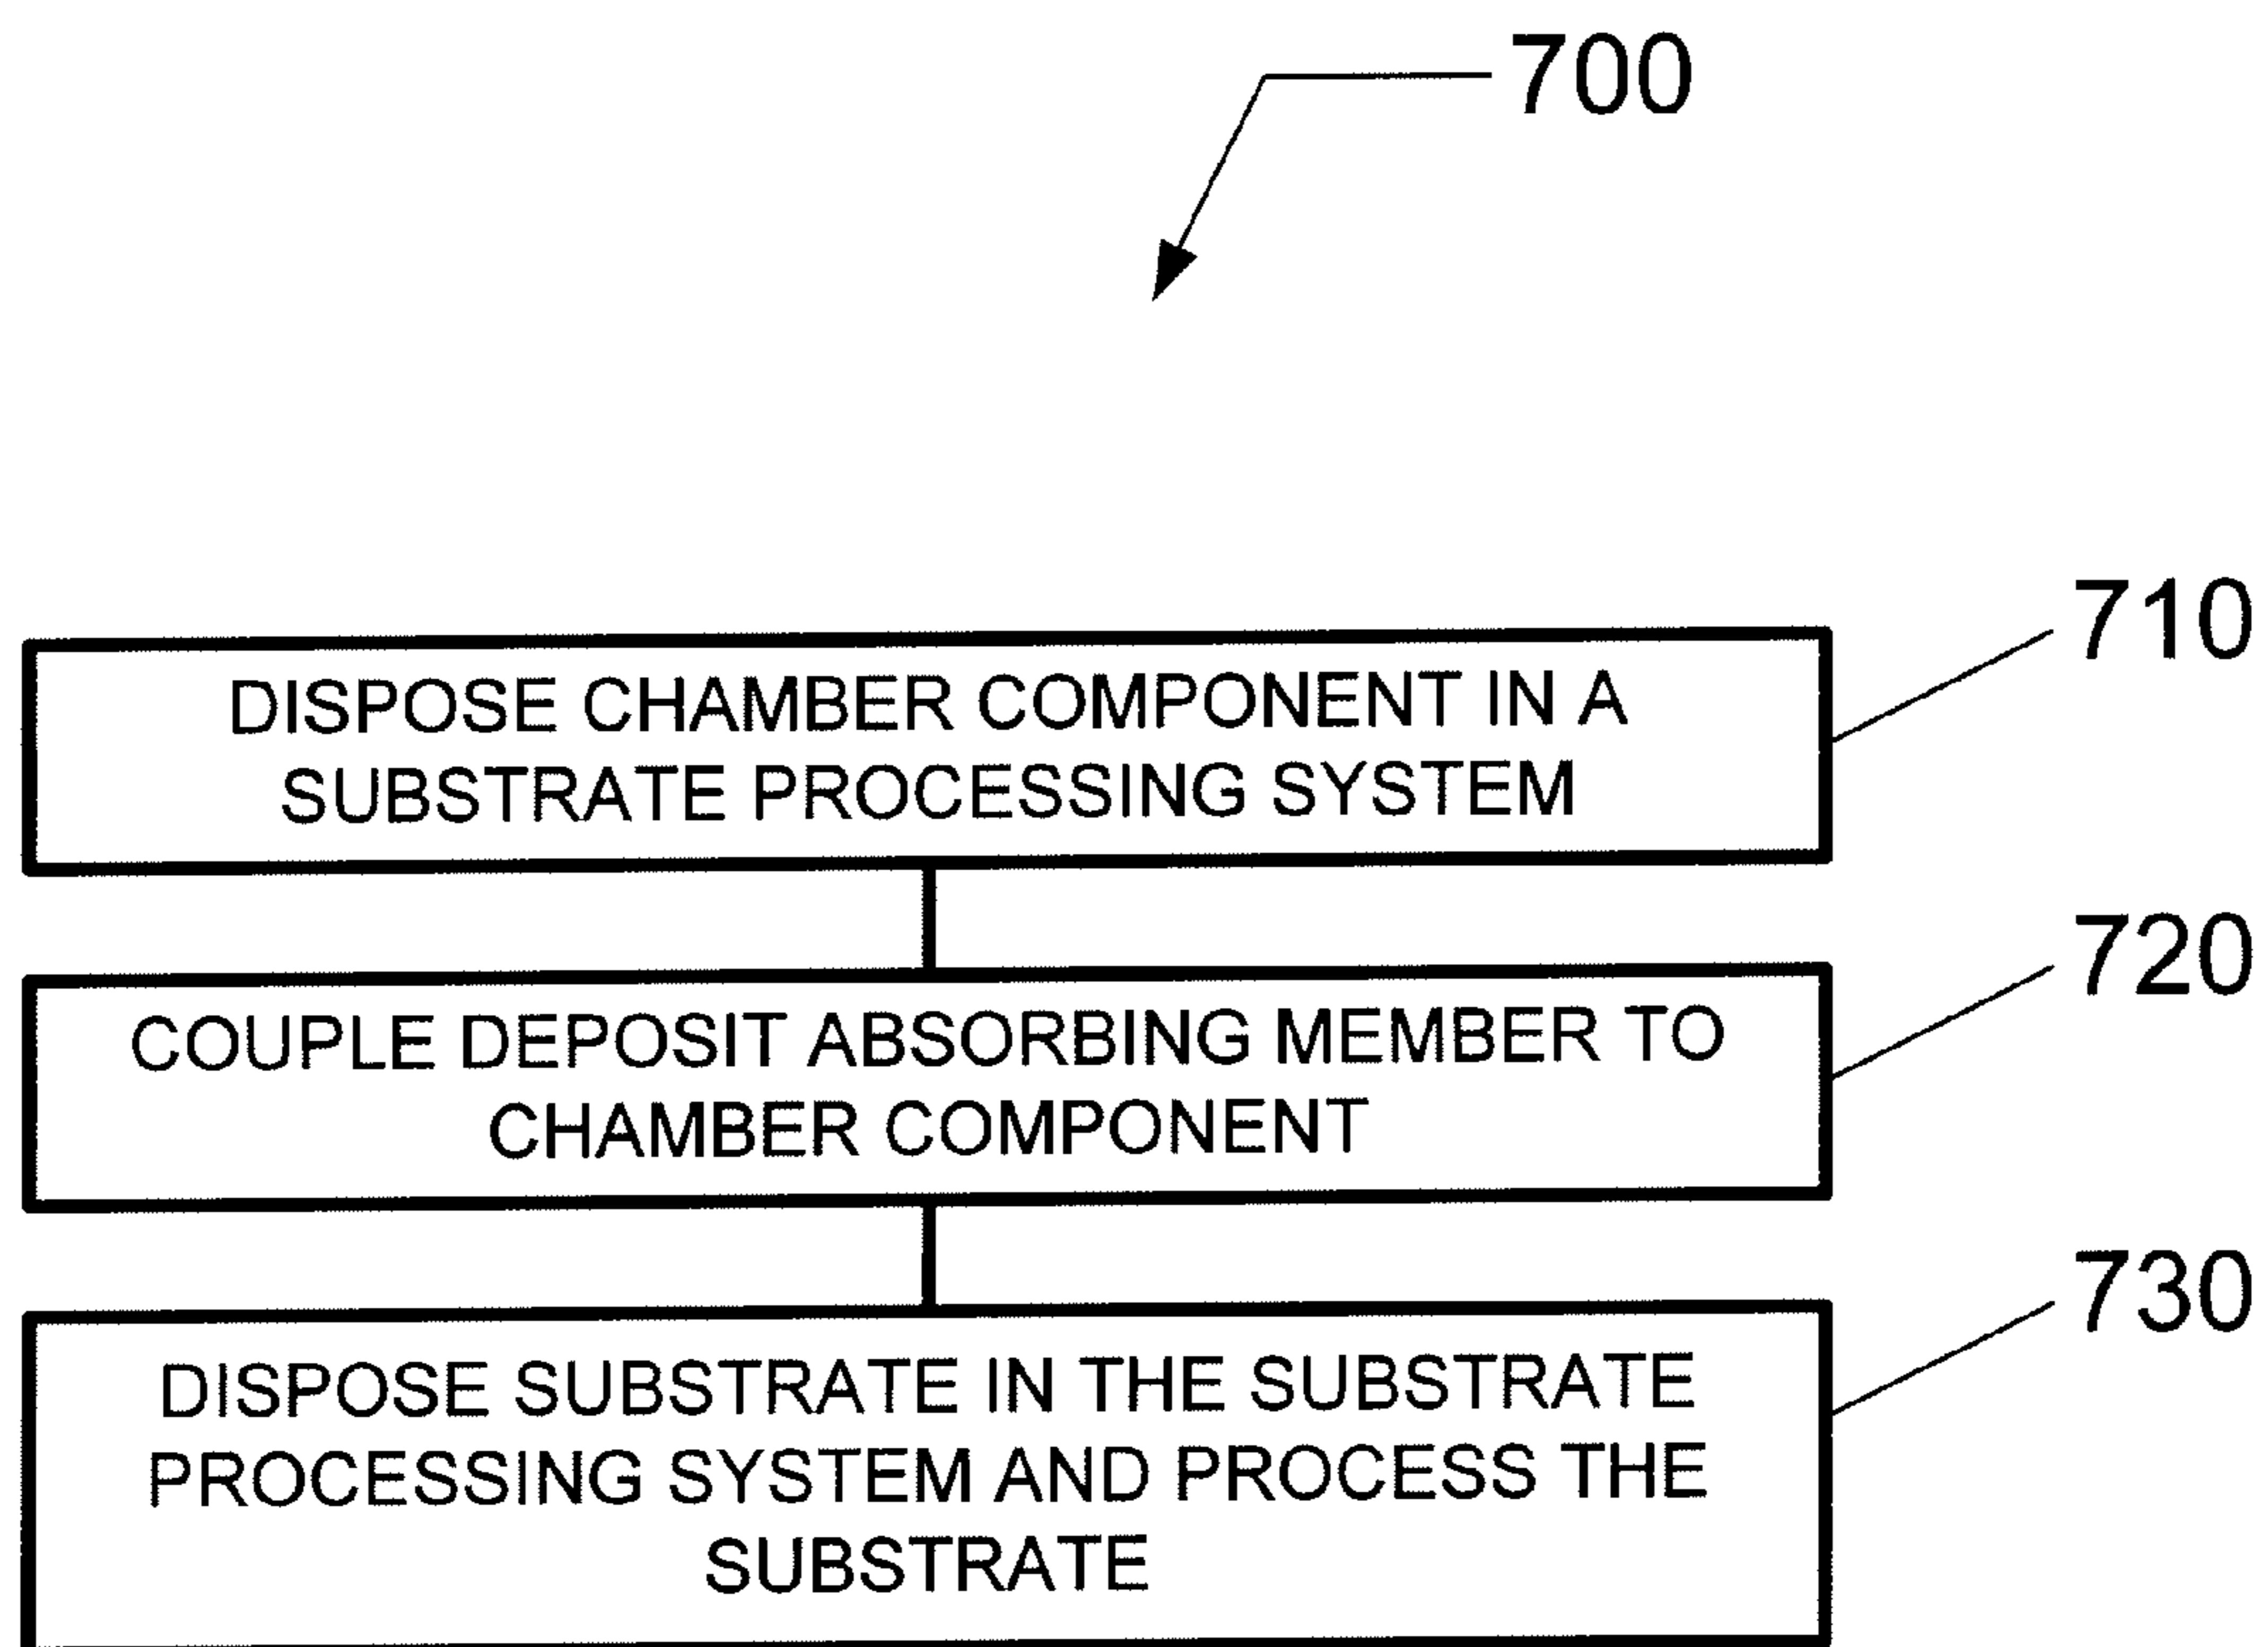 700
710
DISPOSE CHAMBER COMPONENT IN A
SUBSTRATE PROCESSING SYSTEM
720
COUPLE DEPOSIT ABSORBING MEMBER TO
CHAMBER COMPONENT
730
DISPOSE SUBSTRATE IN THE SUBSTRATE
PROCESSING SYSTEM AND PROCESS THE
SUBSTRATE